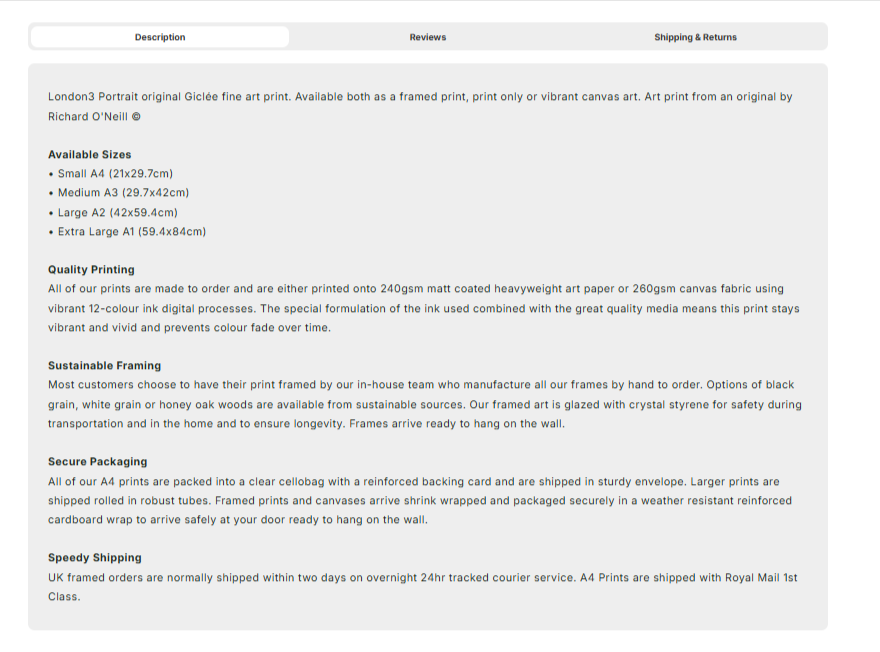 Description
Reviews
Shipping & Returns
London3 Portrait original Giclée fine art print. Available both as a framed print, print only or vibrant canvas art. Art print from an original by
Richard O'Neill ©
Available Sizes
• Small A4 (21x29.7cm)
• Medium A3 (29.7x42cm)
• Large A2 (42x59.4cm)
• Extra Large A1 (59.4x84cm)
Quality Printing
All of our prints are made to order and are either printed onto 240gsm matt coated heavyweight art paper or 260gsm canvas fabric using
vibrant 12-colour ink digital processes. The special formulation of the ink used combined with the great quality media means this print stays
vibrant and vivid and prevents colour fade over time.
Sustainable Framing
Most customers choose to have their print framed by our in-house team who manufacture all our frames by hand to order. Options of black
grain, white grain or honey oak woods are available from sustainable sources. Our framed art is glazed with crystal styrene for safety during
transportation and in the home and to ensure longevity. Frames arrive ready to hang on the wall.
Secure Packaging
All of our A4 prints are packed into a clear cellobag with a reinforced backing card and are shipped in sturdy envelope. Larger prints are
shipped rolled in robust tubes. Framed prints and canvases arrive shrink wrapped and packaged securely in a weather resistant reinforced
cardboard wrap to arrive safely at your door ready to hang on the wall.
Speedy Shipping
UK framed orders are normally shipped within two days on overnight 24hr tracked courier service. A4 Prints are shipped with Royal Mail 1st
Class.